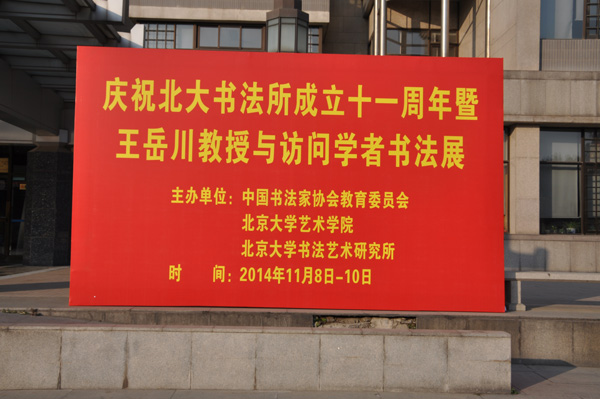 庆祝北大书法所成立十一周年暨
王岳川教授与访问学者书法展
主办单位：中国书法家协会教育委员会
北京大学艺术学院
北京大学书法艺术研究所
时 间：2014年11月8日-10日